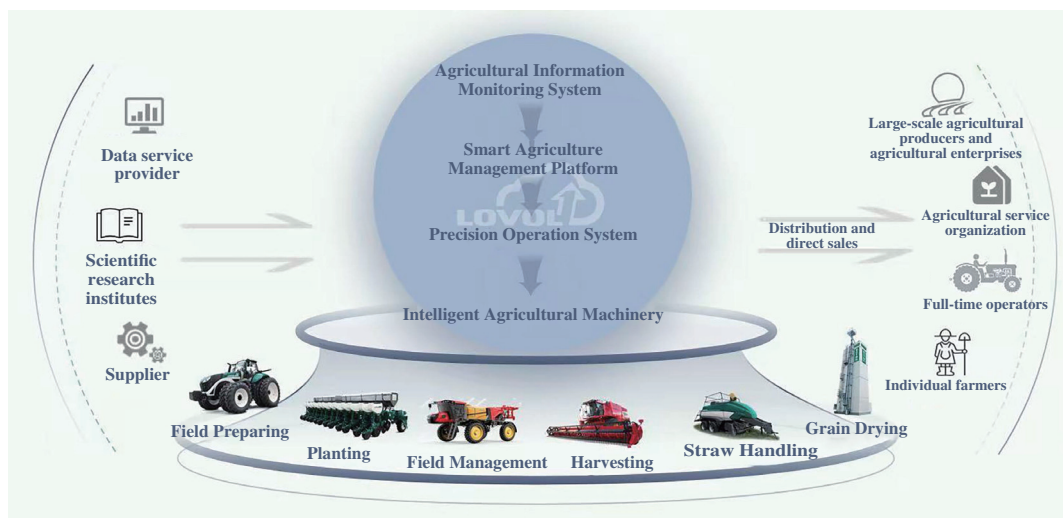 Agricultural Information
Monitoring System
Smart Agriculture
Management Platform
LOVOL
Precision Operation System
Intelligent Agricultural Machinery
Data service
provider
Scientific
research
institutes
Supplier
Distribution and
direct sales
Large-scale agricultural
producers and
agricultural enterprises
Agricultural service
organization
Full-time operators
Individual farmers
Field Preparing
Planting
Field Management
Harvesting
Straw Handling
Grain Drying